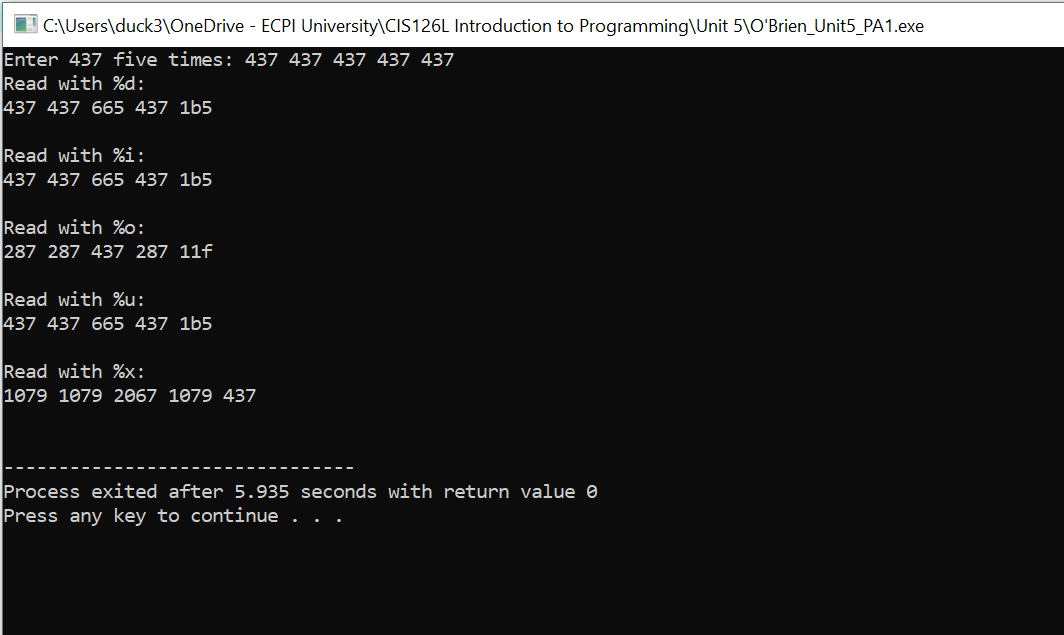 C:\Users\duck3\OneDrive - ECPI University\CIS126L Introduction to Programming\Unit 5\O'Brien_Unit5_PA1.exe
Enter 437 five times: 437 437 437 437 437
Read with %d:
437 437 665 437 1b5
Read with %i:
437 437 665 437 1b5
Read with %o:
287 287 437 287 11f
Read with %u:
437 437 665 437 1b5
Read with %x:
1079 1079 2067 1079 437
--------------------------------
Process exited after 5.935 seconds with return value 0
Press any key to continue . . .